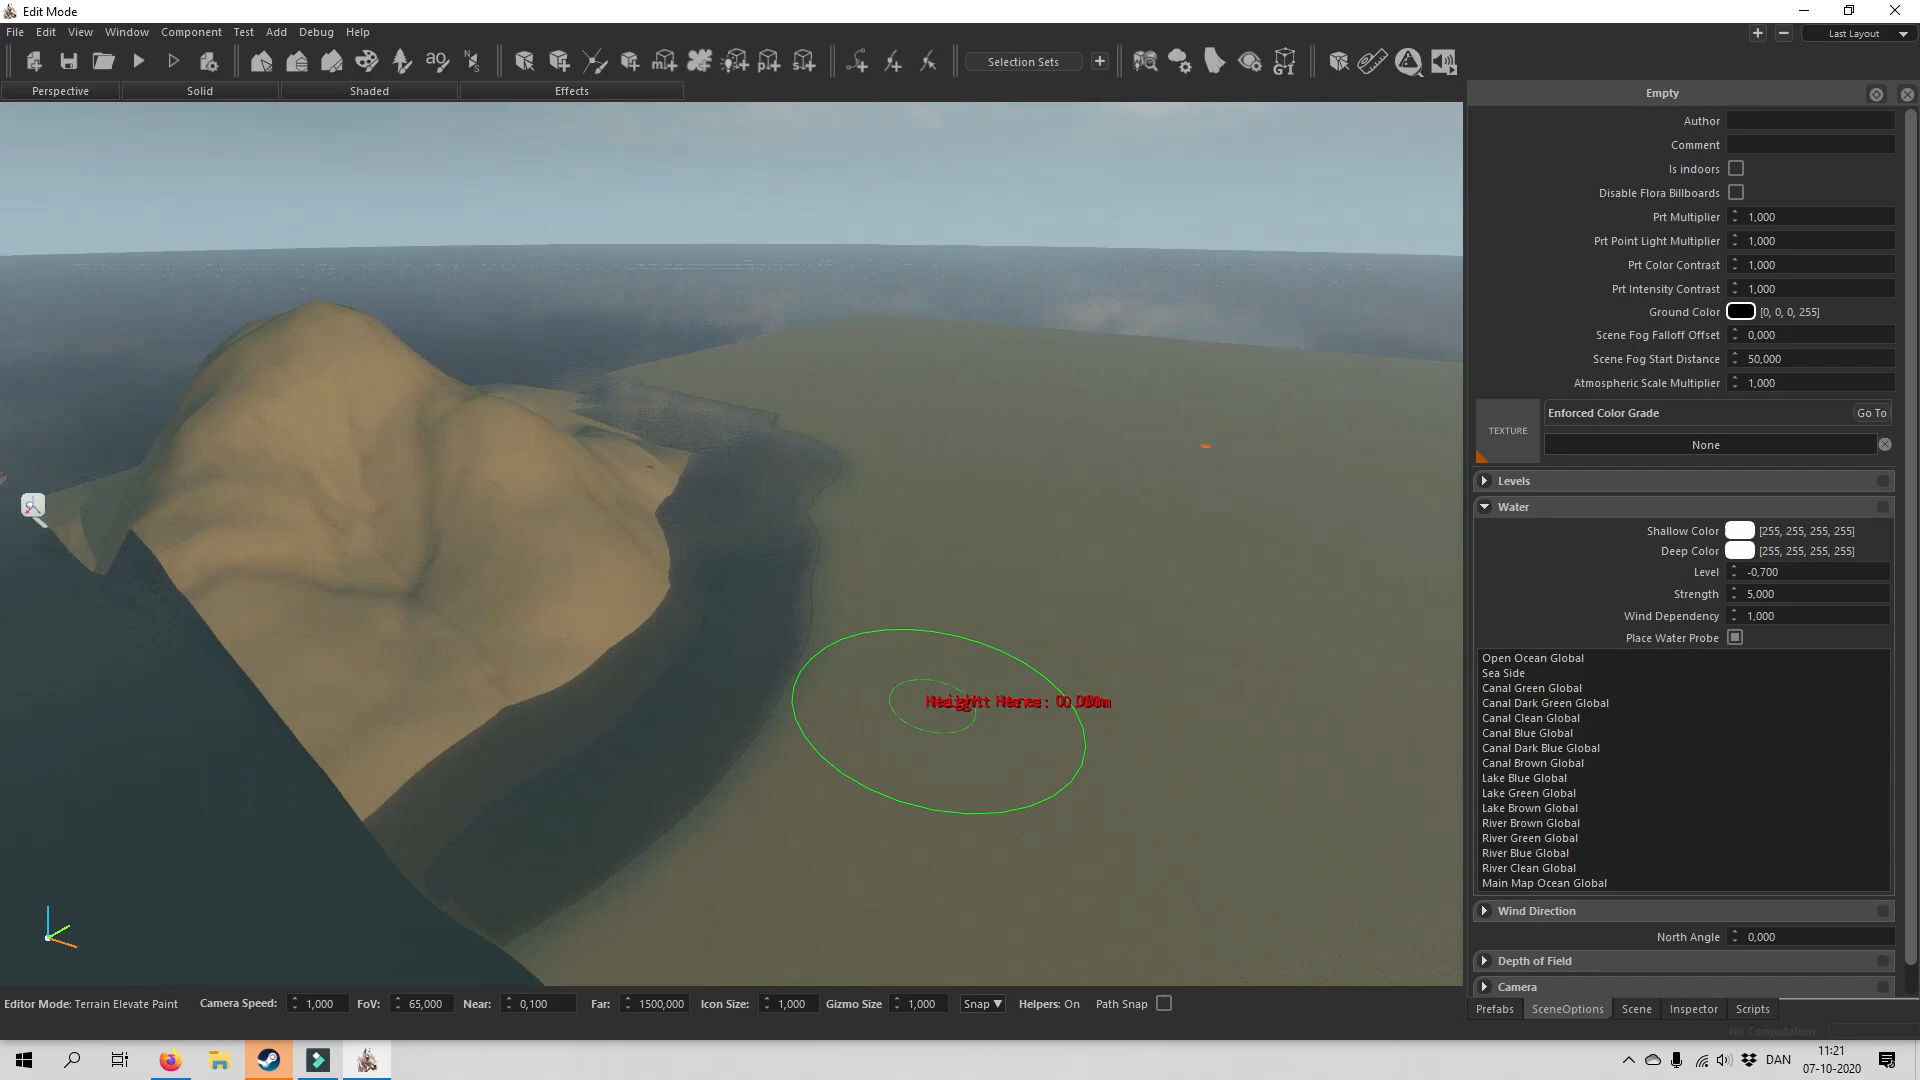 Edit Mode
File Edit View Window Component Test Add Debug Help
Last Layout
Selection Sets
Perspective Solid Shaded Effects
Empty
Author
Comment
Is indoors
Disable Flora Billboards
Prt Multiplier 1,000
Prt Point Light Multiplier 1,000
Prt Color Contrast 1,000
Prt Intensity Contrast 1,000
Ground Color [0, 0, 0, 255]
Scene Fog Falloff Offset 0,000
Scene Fog Start Distance 50,000
Atmospheric Scale Multiplier 1,000
TEXTURE
Enforced Color Grade Go To
None
Levels
Water
Shallow Color [255, 255, 255, 255]
Deep Color [255, 255, 255, 255]
Level -0,700
Strength 5,000
Wind Dependency 1,000
Place Water Probe
Open Ocean Global
Sea Side
Canal Green Global
Canal Dark Green Global
Canal Clean Global
Canal Blue Global
Canal Dark Blue Global
Canal Brown Global
Lake Blue Global
Lake Green Global
Lake Brown Global
River Brown Global
River Green Global
River Blue Global
River Clean Global
Main Map Ocean Global
Wind Direction
North Angle 0,000
Depth of Field
Camera
Editor Mode: Terrain Elevate Paint Camera Speed: 1,000 FoV: 65,000 Near: 0,100 Far: 1500,000 Icon Size: 1,000 Gizmo Size 1,000 Snap Helpers: On Path Snap
Prefabs SceneOptions Scene Inspector Scripts
No Computation
DAN
11:21
07-10-2020